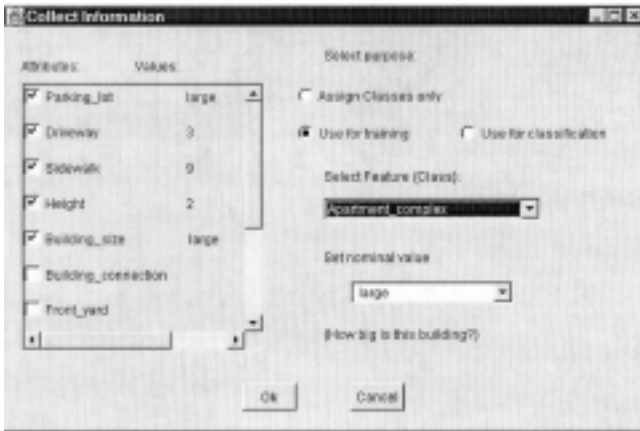 Collect Information
Attributes: Values:
Parking_lot large
Driveway 3
Sidewalk 9
Height 2
Building_size large
Building_connection
Front_yard
Select purpose:
Assign Classes only
Use for training Use for classification
Select Feature (Class):
Apartment_complex
Set nominal value
large
(How big is this building?)
Ok Cancel